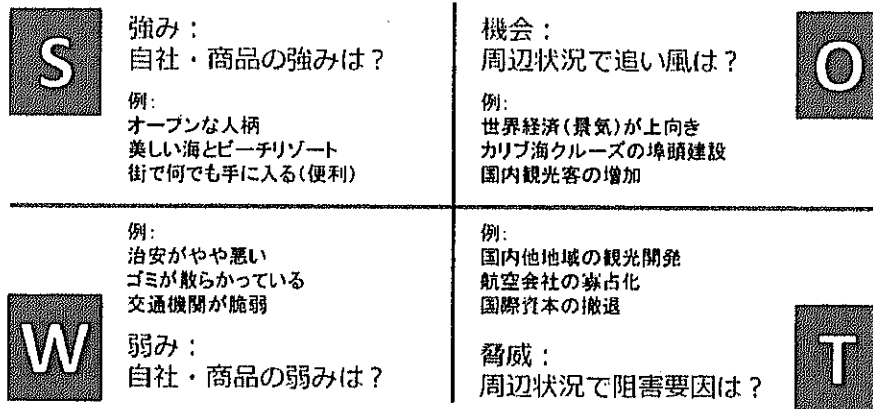 S
強み：
自社・商品の強みは？
例:
オープンな人柄
美しい海とビーチリゾート
街で何でも手に入る(便利)
機会：
周辺状況で追い風は？
O
例:
世界経済(景気)が上向き
カリブ海クルーズの埠頭建設
国内観光客の増加
例:
治安がやや悪い
ゴミが散らかっている
交通機関が脆弱
W
弱み：
自社・商品の弱みは？
例:
国内他地域の観光開発
航空会社の寡占化
国際資本の撤退
脅威：
周辺状況で阻害要因は？
T